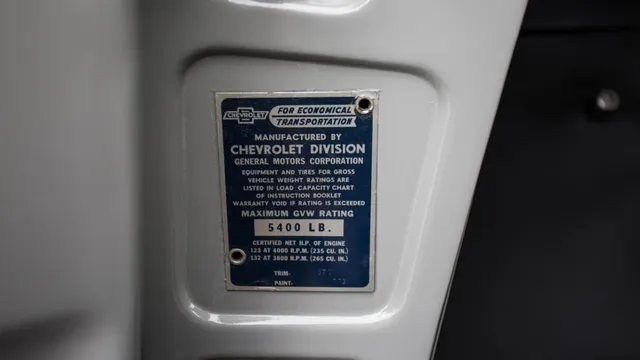 CHEVROLET
FOR ECONOMICAL
TRANSPORTATION
MANUFACTURED BY
CHEVROLET DIVISION
GENERAL MOTORS CORPORATION
EQUIPMENT AND TIRES FOR GROSS
VEHICLE WEIGHT RATINGS ARE
LISTED IN LOAD CAPACITY CHART
OF INSTRUCTION BOOKLET
WARRANTY VOID IF RATING IS EXCEEDED
MAXIMUM GVW RATING
5400 LB.
CERTIFIED NET H.P. OF ENGINE
123 AT 4000 R.P.M. (235 CU. IN.)
132 AT 3800 R.P.M. (265 CU. IN.)
TRIM-
PAINT-